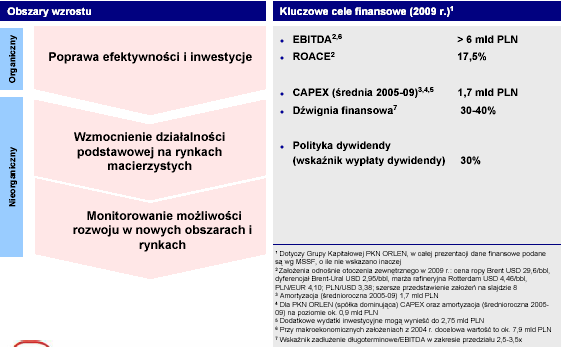 Obszary wzrostu
Organiczny
Poprawa efektywności i inwestycje
Nieorganiczny
Wzmocnienie działalności
podstawowej na rynkach
macierzystych
Monitorowanie możliwości
rozwoju w nowych obszarach i
rynkach
Kluczowe cele finansowe (2009 r.)¹
• EBITDA²,⁶ > 6 mld PLN
• ROACE² 17,5%
• CAPEX (średnia 2005-09)³,⁴,⁵ 1,7 mld PLN
• Dźwignia finansowa⁷ 30-40%
• Polityka dywidendy
(wskaźnik wypłaty dywidendy) 30%
¹ Dotyczy Grupy Kapitałowej PKN ORLEN, w całej prezentacji dane finansowe podane
są wg MSSF, o ile nie wskazano inaczej
² Założenia odnośnie otoczenia zewnętrznego w 2009 r.: cena ropy Brent USD 29,6/bbl,
dyferencjał Brent-Ural USD 2,95/bbl, marża rafineryjna Rotterdam USD 4,46/bbl,
PLN/EUR 4,10; PLN/USD 3,38; szersze przedstawienie założeń na slajdzie 8
³ Amortyzacja (średnioroczna 2005-09) 1,7 mld PLN
⁴ Dla PKN ORLEN (spółka dominująca) CAPEX oraz amortyzacja (średnioroczna 2005-
09) na poziomie ok. 0,9 mld PLN
⁵ Dodatkowe wydatki inwestycyjne mogą wynieść do 2,75 mld PLN
⁶ Przy makroekonomicznych założeniach z 2004 r. docelowa wartość to ok. 7,9 mld PLN
⁷ Wskaźnik zadłużenie długoterminowe/EBITDA w zakresie przedziału 2,5-3,5x